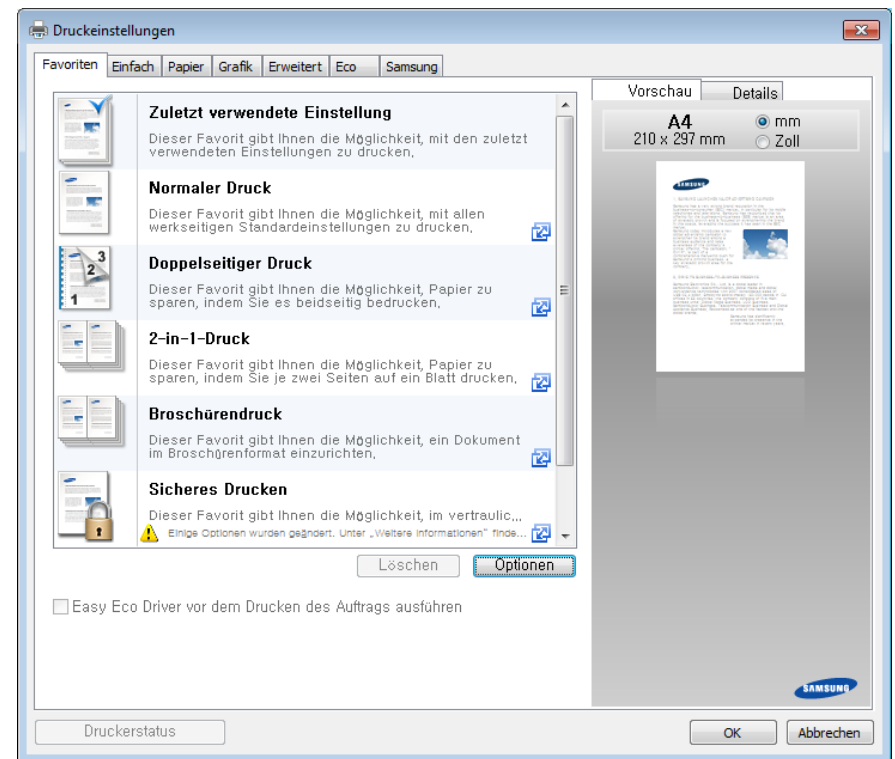 Druckeinstellungen
Favoriten Einfach Papier Grafik Erweitert Eco Samsung
Zuletzt verwendete Einstellung
Dieser Favorit gibt Ihnen die Möglichkeit, mit den zuletzt
verwendeten Einstellungen zu drucken.
Normaler Druck
Dieser Favorit gibt Ihnen die Möglichkeit, mit allen
werkseitigen Standardeinstellungen zu drucken.
3
2
1
Doppelseitiger Druck
Dieser Favorit gibt Ihnen die Möglichkeit, Papier zu
sparen, indem Sie es beidseitig bedrucken.
2-in-1-Druck
Dieser Favorit gibt Ihnen die Möglichkeit, Papier zu
sparen, indem Sie je zwei Seiten auf ein Blatt drucken.
Broschürendruck
Dieser Favorit gibt Ihnen die Möglichkeit, ein Dokument
im Broschürenformat einzurichten.
Sicheres Drucken
Dieser Favorit gibt Ihnen die Möglichkeit, im vertraulic...
Einige Optionen wurden geändert. Unter „Weitere Informationen" finde...
Löschen Optionen
Easy Eco Driver vor dem Drucken des Auftrags ausführen
Vorschau Details
A4
210 x 297 mm
mm
Zoll
SAMSUNG
SAMSUNG
Druckerstatus
OK Abbrechen